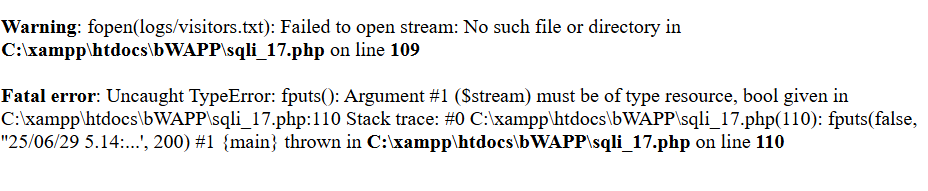 Warning: fopen(logs/visitors.txt): Failed to open stream: No such file or directory in
C:\xampp\htdocs\bWAPP\sqli_17.php on line 109
Fatal error: Uncaught TypeError: fputs(): Argument #1 ($stream) must be of type resource, bool given in
C:\xampp\htdocs\bWAPP\sqli_17.php:110 Stack trace: #0 C:\xampp\htdocs\bWAPP\sqli_17.php(110): fputs(false,
"25/06/29 5.14:...', 200) #1 {main} thrown in C:\xampp\htdocs\bWAPP\sqli_17.php on line 110